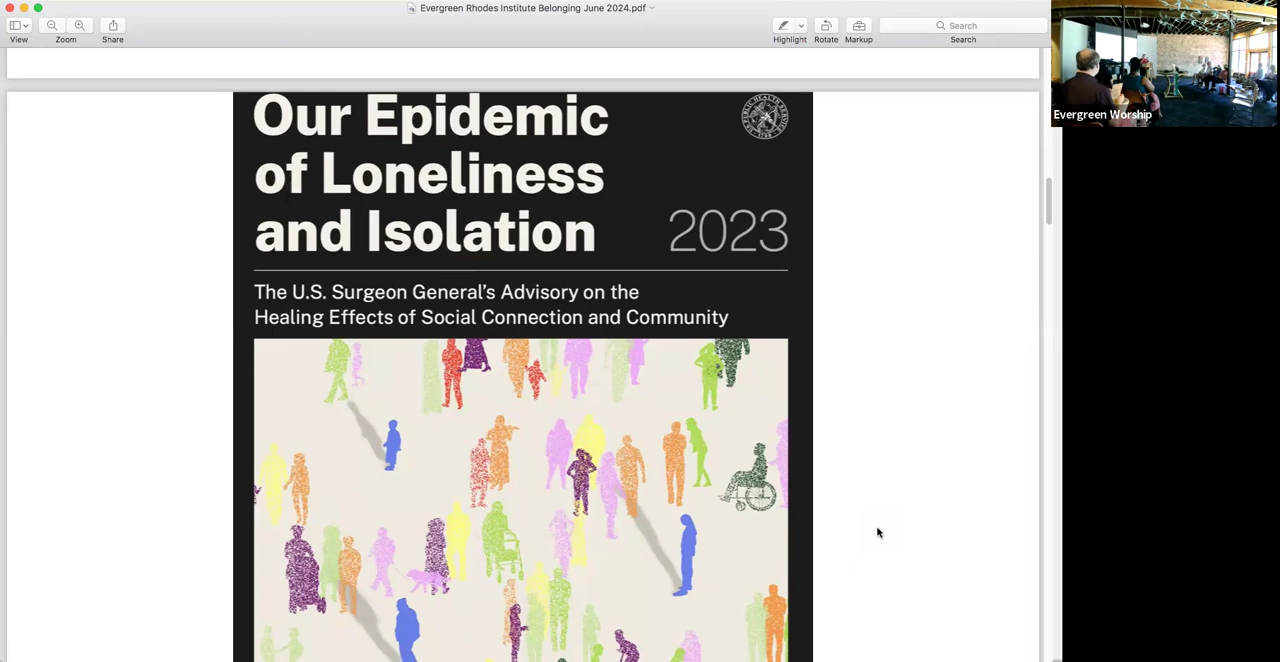 Evergreen Rhodes Institute Belonging June 2024.pdf
View
Zoom
Share
Highlight
Rotate
Markup
Search
Search
Evergreen Worship
Our Epidemic
of Loneliness
and Isolation
2023
The U.S. Surgeon General's Advisory on the
Healing Effects of Social Connection and Community